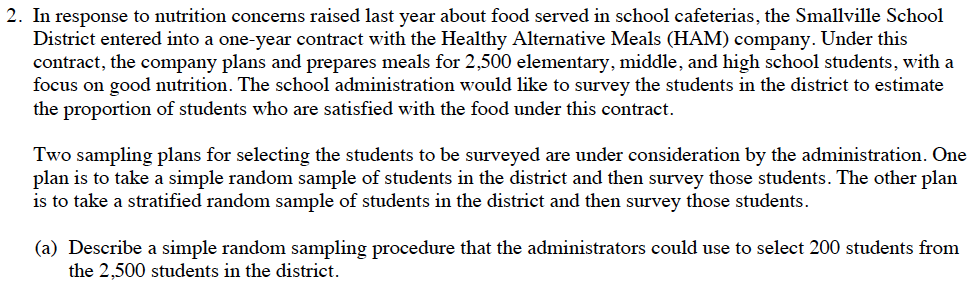 2. In response to nutrition concerns raised last year about food served in school cafeterias, the Smallville School
District entered into a one-year contract with the Healthy Alternative Meals (HAM) company. Under this
contract, the company plans and prepares meals for 2,500 elementary, middle, and high school students, with a
focus on good nutrition. The school administration would like to survey the students in the district to estimate
the proportion of students who are satisfied with the food under this contract.
Two sampling plans for selecting the students to be surveyed are under consideration by the administration. One
plan is to take a simple random sample of students in the district and then survey those students. The other plan
is to take a stratified random sample of students in the district and then survey those students.
(a) Describe a simple random sampling procedure that the administrators could use to select 200 students from
the 2,500 students in the district.